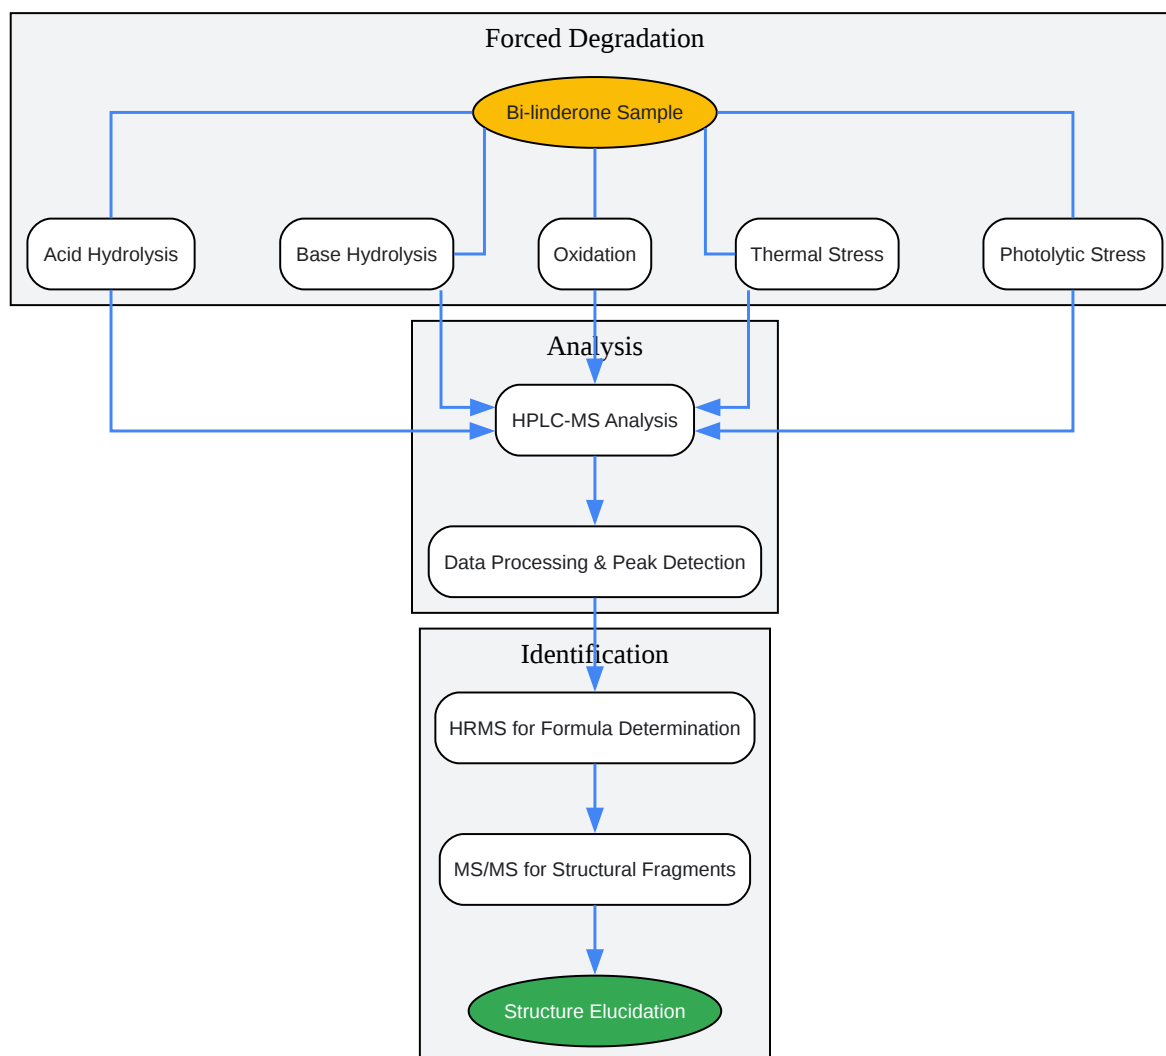 Forced Degradation
Bi-linderone Sample
Acid Hydrolysis
Base Hydrolysis
Oxidation
Thermal Stress
Photolytic Stress
Analysis
HPLC-MS Analysis
Data Processing & Peak Detection
Identification
HRMS for Formula Determination
MS/MS for Structural Fragments
Structure Elucidation